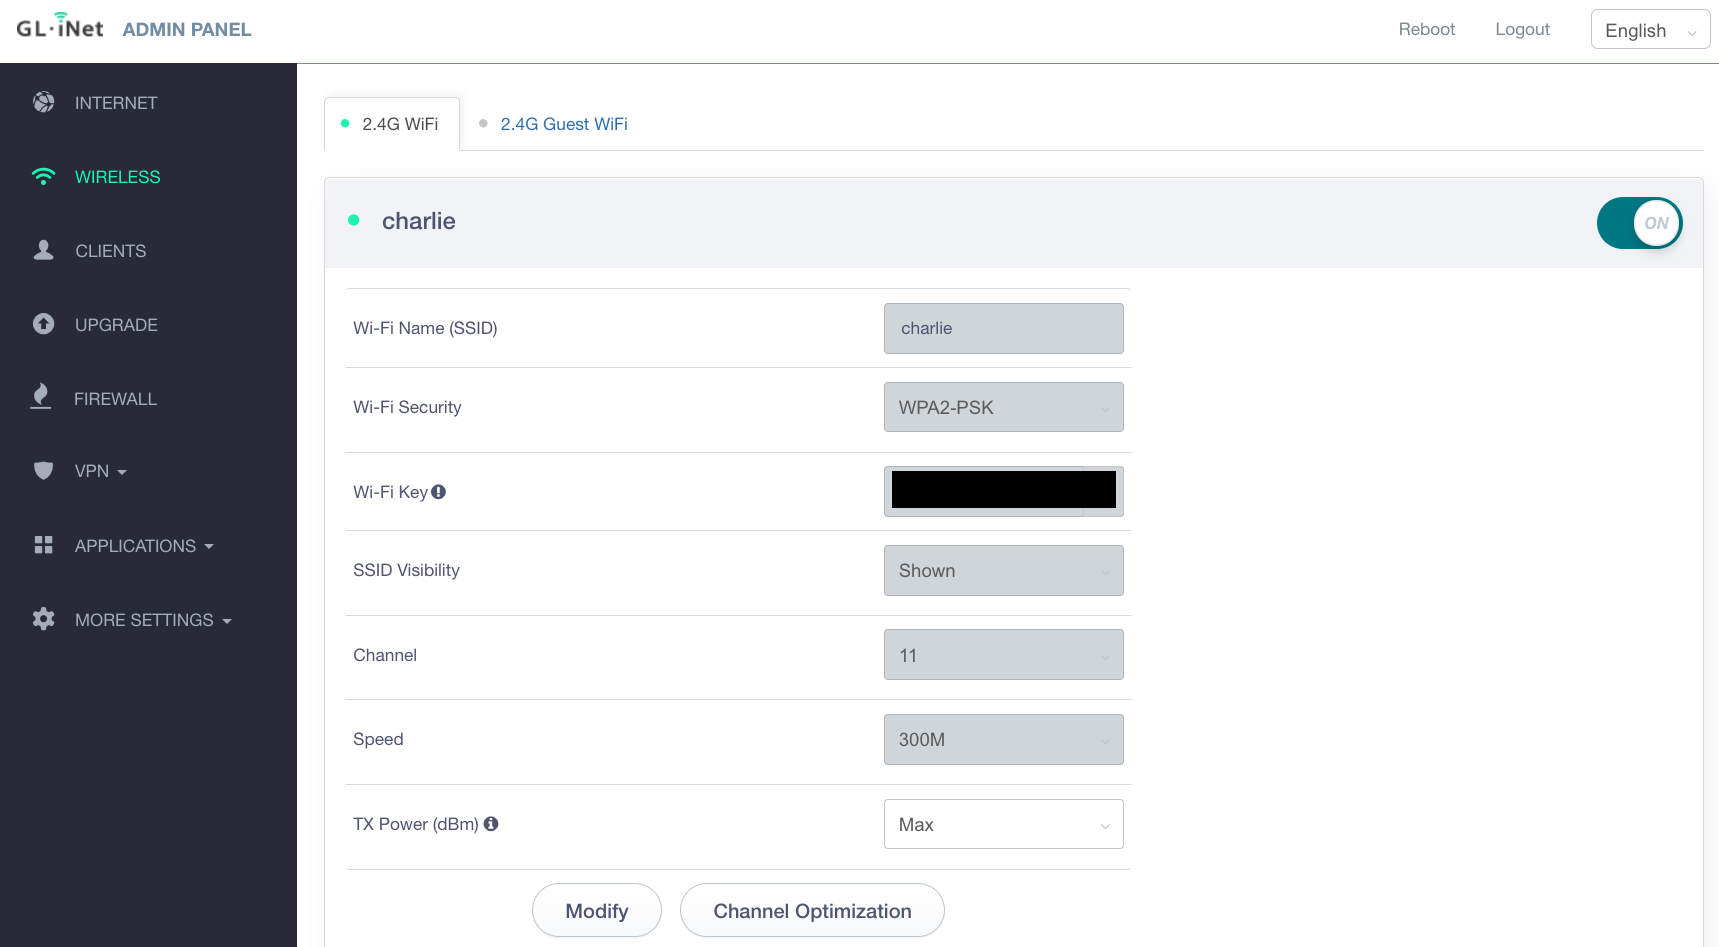 GL·iNet ADMIN PANEL Reboot Logout English
INTERNET
WIRELESS
CLIENTS
UPGRADE
FIREWALL
VPN
APPLICATIONS
MORE SETTINGS
2.4G WiFi 2.4G Guest WiFi
charlie ON
Wi-Fi Name (SSID) charlie
Wi-Fi Security WPA2-PSK
Wi-Fi Key
SSID Visibility Shown
Channel 11
Speed 300M
TX Power (dBm) Max
Modify Channel Optimization